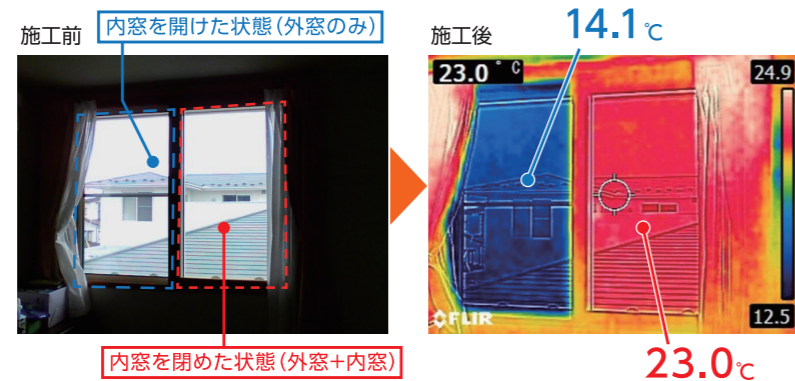 施工前
内窓を開けた状態(外窓のみ)
内窓を閉めた状態(外窓+内窓)
施工後
14.1℃
23.0°C
24.9
12.5
FLIR
23.0℃